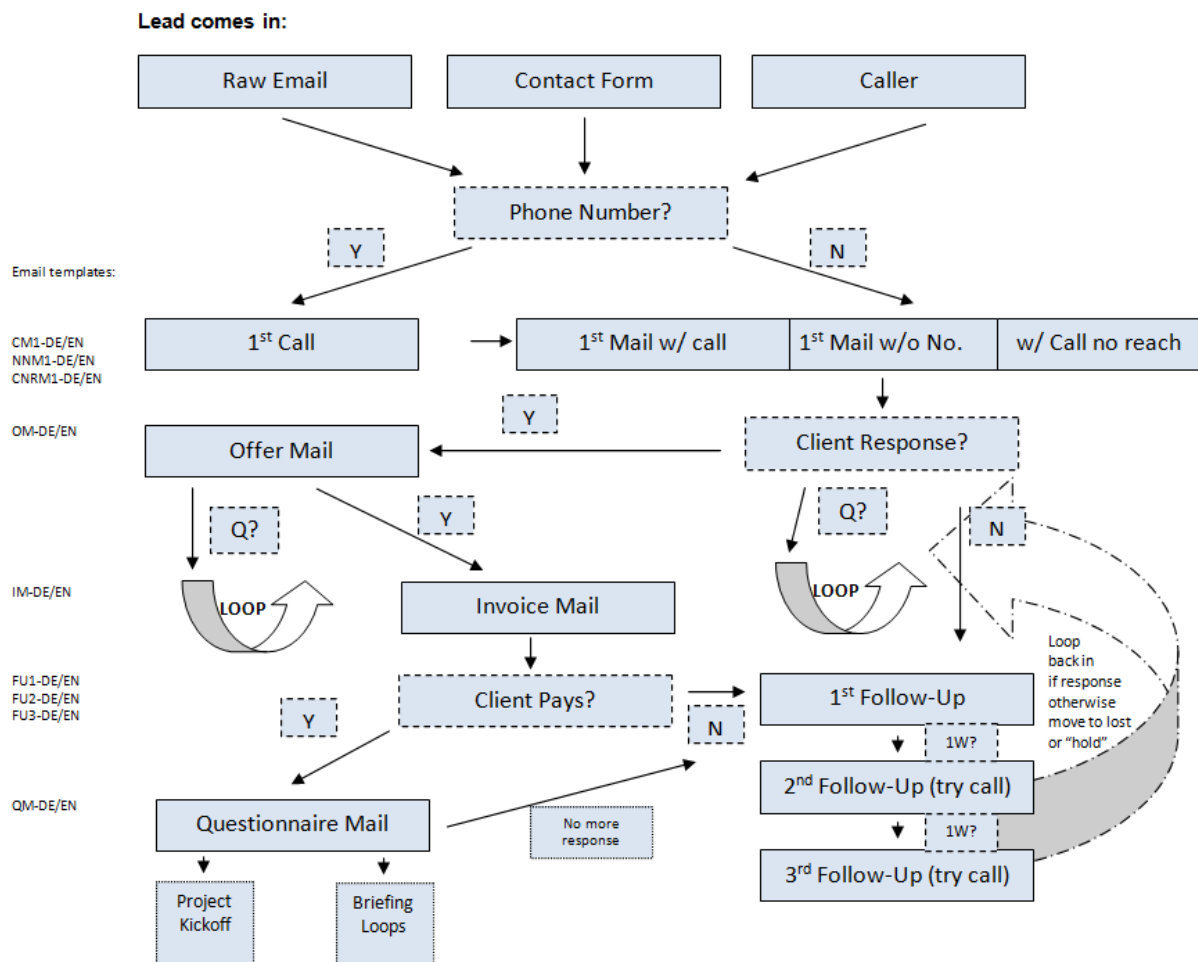 Lead comes in:
Raw Email
Contact Form
Caller
Phone Number?
Y
N
Email templates:
CM1-DE/EN
NNM1-DE/EN
CNRM1-DE/EN
1st Call
1st Mail w/ call
1st Mail w/o No.
w/ Call no reach
OM-DE/EN
Offer Mail
Y
Client Response?
Q?
Y
Q?
N
LOOP
LOOP
IM-DE/EN
Invoice Mail
Loop
back in
if response
otherwise
move to lost
or “hold”
FU1-DE/EN
FU2-DE/EN
FU3-DE/EN
Client Pays?
Y
N
1st Follow-Up
1W?
2nd Follow-Up (try call)
1W?
3rd Follow-Up (try call)
QM-DE/EN
Questionnaire Mail
No more
response
Project
Kickoff
Briefing
Loops